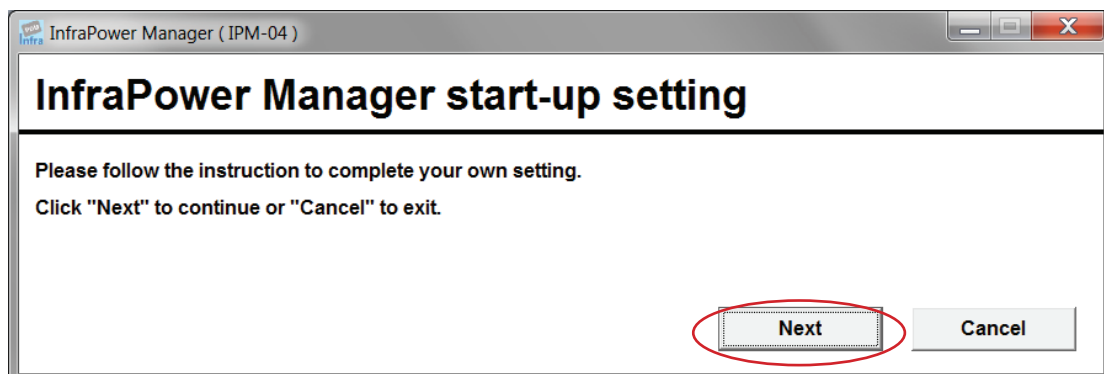 InfraPower Manager ( IPM-04 )
InfraPower Manager start-up setting
Please follow the instruction to complete your own setting.
Click "Next" to continue or "Cancel" to exit.
Next Cancel